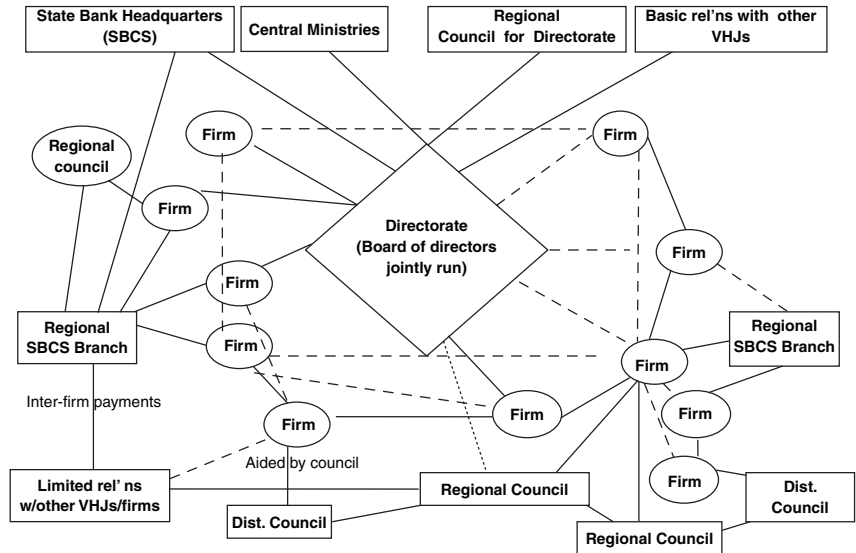 State Bank Headquarters
(SBCS)
Central Ministries
Regional
Council for Directorate
Basic rel'ns with other
VHJs
Firm
Firm
Regional
council
Firm
Directorate
(Board of directors
jointly run)
Firm
Firm
Regional
SBCS Branch
Firm
Regional
SBCS Branch
Firm
Inter-firm payments
Firm
Firm
Firm
Aided by council
Firm
Limited rel' ns
w/other VHJs/firms
Regional Council
Dist.
Council
Dist. Council
Regional Council